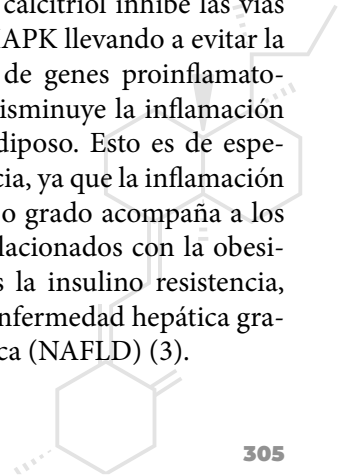 calcitriol inhibe las vías
APK llevando a evitar la
de genes proinflamato-
isminuye la inflamación
diposo. Esto es de espe-
cia, ya que la inflamación
o grado acompaña a los
elacionados con la obesi-
s la insulino resistencia,
nfermedad hepática gra-
ca (NAFLD) (3).
305